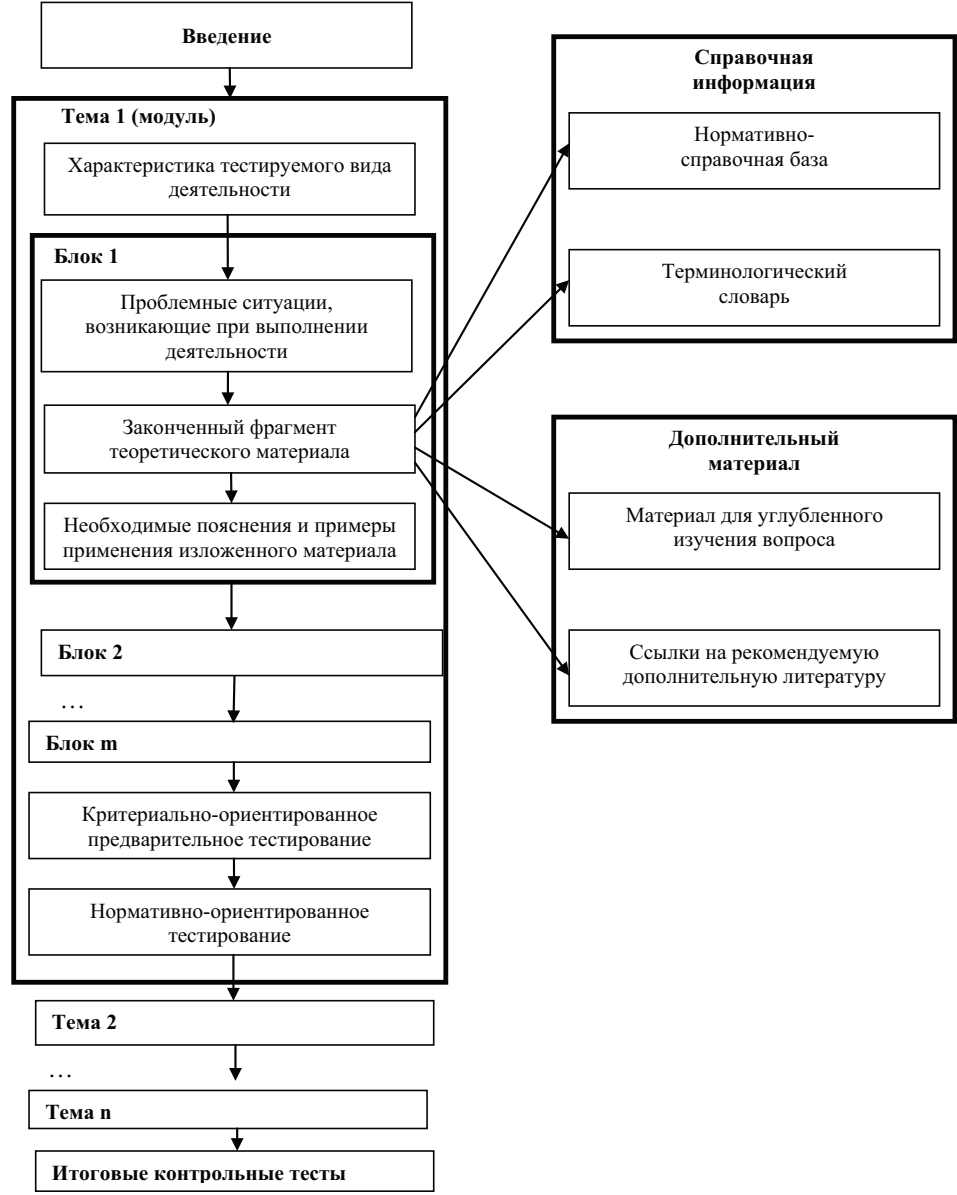 Введение
Тема 1 (модуль)
Характеристика тестируемого вида
деятельности
Блок 1
Проблемные ситуации,
возникающие при выполнении
деятельности
Законченный фрагмент
теоретического материала
Необходимые пояснения и примеры
применения изложенного материала
Блок 2
…
Блок m
Критериально-ориентированное
предварительное тестирование
Нормативно-ориентированное
тестирование
Тема 2
…
Тема n
Итоговые контрольные тесты
Справочная
информация
Нормативно-
справочная база
Терминологический
словарь
Дополнительный
материал
Материал для углубленного
изучения вопроса
Ссылки на рекомендуемую
дополнительную литературу